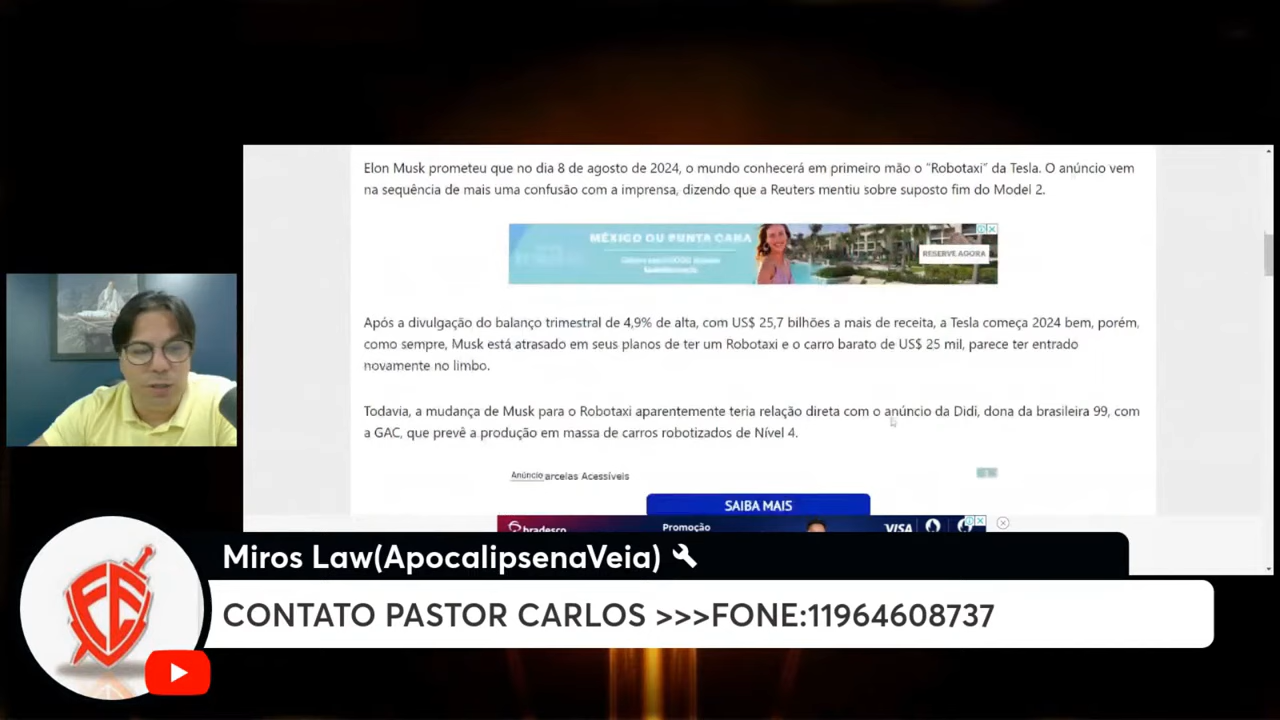 Elon Musk prometeu que no dia 8 de agosto de 2024, o mundo conhecerá em primeiro mão o "Robotaxi" da Tesla. O anúncio vem
na sequência de mais uma confusão com a imprensa, dizendo que a Reuters mentiu sobre suposto fim do Model 2.
MÉXICO OU PUNTA CANA
RESERVE AGORA
Após a divulgação do balanço trimestral de 4,9% de alta, com US$ 25,7 bilhões a mais de receita, a Tesla começa 2024 bem, porém,
como sempre, Musk está atrasado em seus planos de ter um Robotaxi e o carro barato de US$ 25 mil, parece ter entrado
novamente no limbo.
Todavia, a mudança de Musk para o Robotaxi aparentemente teria relação direta com o anúncio da Didi, dona da brasileira 99, com
a GAC, que prevê a produção em massa de carros robotizados de Nível 4.
Anúncio arcelas Acessíveis
SAIBA MAIS
bradesco Promoção VISA
Miros Law(ApocalipsenaVeia)
CONTATO PASTOR CARLOS >>>FONE:11964608737